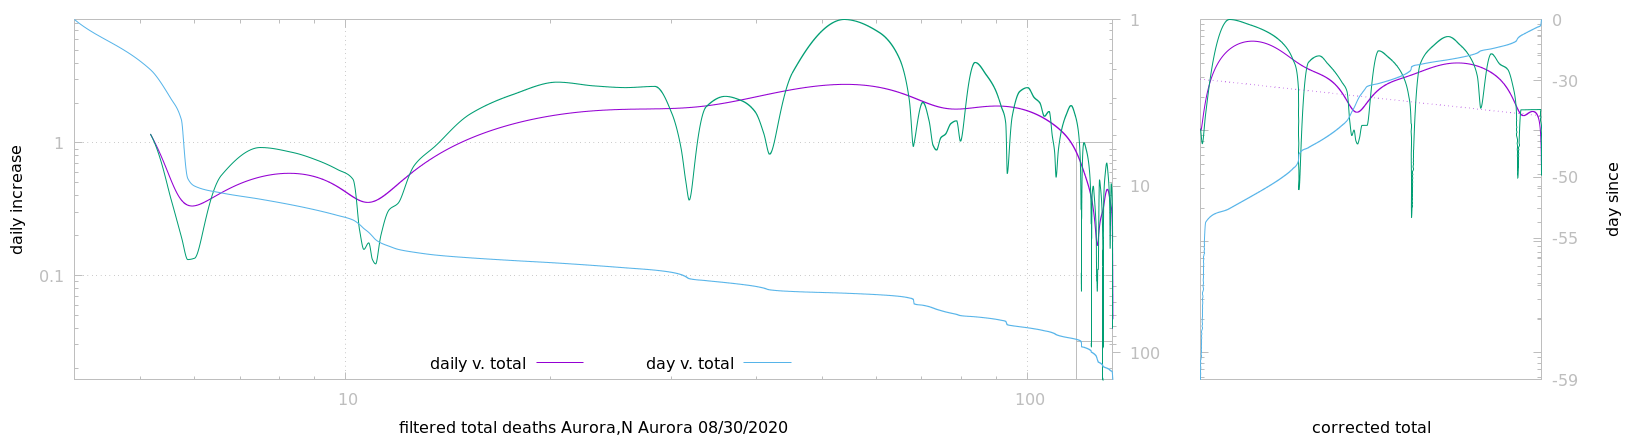 daily increase
1
0.1
10
100
1
10
100
daily v. total
day v. total
filtered total deaths Aurora,N Aurora 08/30/2020
0
-30
-50
-55
-59
day since
corrected total